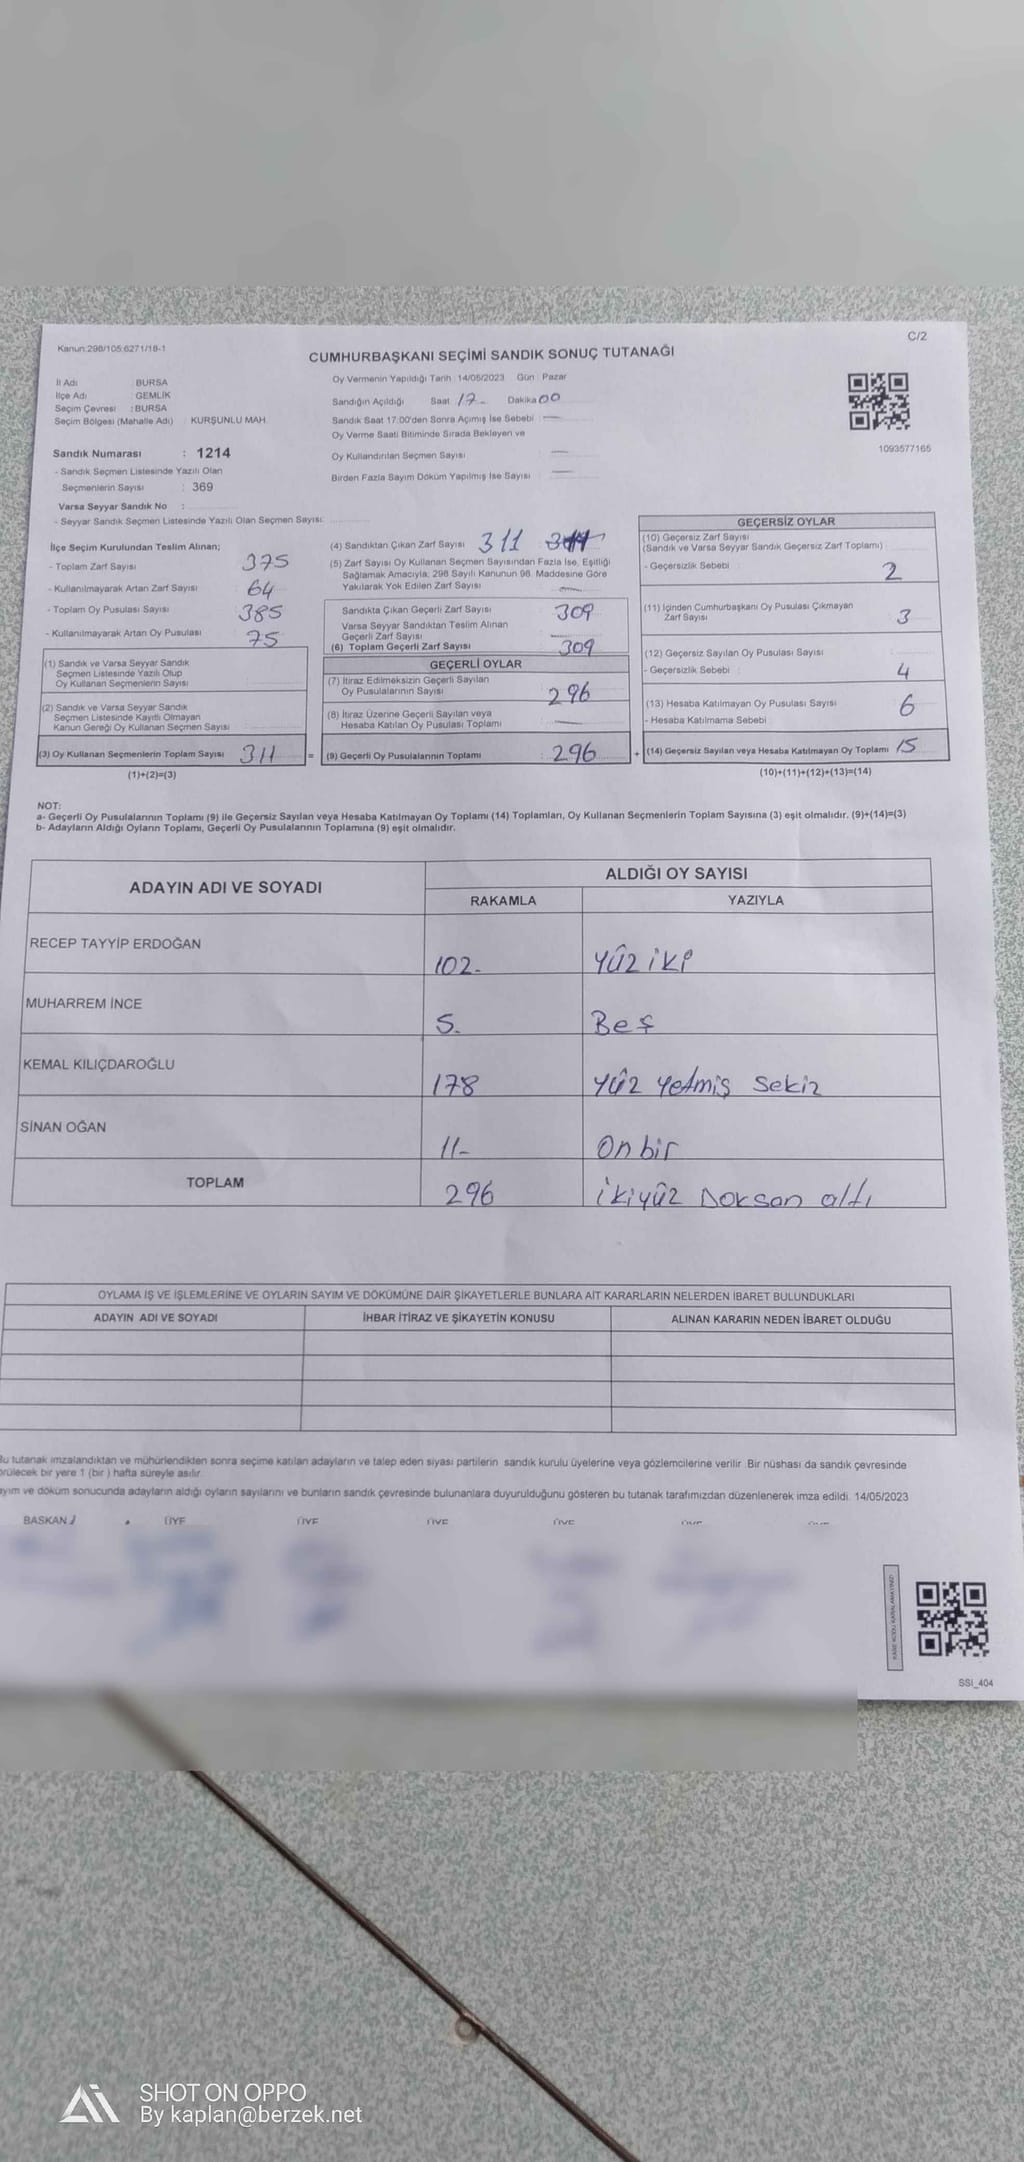 Kanun:298/105;6271/18-1
C/2
CUMHURBAŞKANI SEÇİMİ SANDIK SONUÇ TUTANAĞI
İl Adı : BURSA
İlçe Adı : GEMLİK
Seçim Çevresi : BURSA
Seçim Bölgesi (Mahalle Adı) : KURŞUNLU MAH
Oy Vermenin Yapıldığı Tarih : 14/05/2023 Gün : Pazar
Sandığın Açıldığı Saat 17 Dakika 00
Sandık Saat 17:00'den Sonra Açımış İse Sebebi : —
Oy Verme Saati Bitiminde Sırada Bekleyen ve
Oy Kullandırılan Seçmen Sayısı : —
Birden Fazla Sayım Döküm Yapılmış İse Sayısı : —
1093577165
Sandık Numarası : 1214
- Sandık Seçmen Listesinde Yazılı Olan
Seçmenlerin Sayısı : 369
Varsa Seyyar Sandık No :
- Seyyar Sandık Seçmen Listesinde Yazılı Olan Seçmen Sayısı:
İlçe Seçim Kurulundan Teslim Alınan;
- Toplam Zarf Sayısı 375
- Kullanılmayarak Artan Zarf Sayısı 64
- Toplam Oy Pusulası Sayısı 385
- Kullanılmayarak Artan Oy Pusulası 75
(1) Sandık ve Varsa Seyyar Sandık
Seçmen Listesinde Yazılı Olup
Oy Kullanan Seçmenlerin Sayısı
(2) Sandık ve Varsa Seyyar Sandık
Seçmen Listesinde Kayıtlı Olmayan
Kanun Gereği Oy Kullanan Seçmen Sayısı
(3) Oy Kullanan Seçmenlerin Toplam Sayısı 311
(1)+(2)=(3)
(4) Sandıktan Çıkan Zarf Sayısı 311
(5) Zarf Sayısı Oy Kullanan Seçmen Sayısından Fazla İse, Eşitliği
Sağlamak Amacıyla; 298 Sayılı Kanunun 98. Maddesine Göre
Yakılarak Yok Edilen Zarf Sayısı —
Sandıkta Çıkan Geçerli Zarf Sayısı 309
Varsa Seyyar Sandıktan Teslim Alınan
Geçerli Zarf Sayısı —
(6) Toplam Geçerli Zarf Sayısı 309
GEÇERLİ OYLAR
(7) İtiraz Edilmeksizin Geçerli Sayılan
Oy Pusulalarının Sayısı 296
(8) İtiraz Üzerine Geçerli Sayılan veya
Hesaba Katılan Oy Pusulası Toplamı —
= (9) Geçerli Oy Pusulalarının Toplamı 296
GEÇERSİZ OYLAR
(10) Geçersiz Zarf Sayısı
(Sandık ve Varsa Seyyar Sandık Geçersiz Zarf Toplamı)
- Geçersizlik Sebebi : 2
(11) İçinden Cumhurbaşkanı Oy Pusulası Çıkmayan
Zarf Sayısı 3
(12) Geçersiz Sayılan Oy Pusulası Sayısı
- Geçersizlik Sebebi : 4
(13) Hesaba Katılmayan Oy Pusulası Sayısı 6
- Hesaba Katılmama Sebebi :
+ (14) Geçersiz Sayılan veya Hesaba Katılmayan Oy Toplamı 15
(10)+(11)+(12)+(13)=(14)
NOT:
a- Geçerli Oy Pusulalarının Toplamı (9) ile Geçersiz Sayılan veya Hesaba Katılmayan Oy Toplamı (14) Toplamları, Oy Kullanan Seçmenlerin Toplam Sayısına (3) eşit olmalıdır. (9)+(14)=(3)
b- Adayların Aldığı Oyların Toplamı, Geçerli Oy Pusulalarının Toplamına (9) eşit olmalıdır.
ADAYIN ADI VE SOYADI
ALDIĞI OY SAYISI
RAKAMLA YAZIYLA
RECEP TAYYİP ERDOĞAN 102- Yüz iki
MUHARREM İNCE 5. Beş
KEMAL KILIÇDAROĞLU 178 Yüz Yetmiş Sekiz
SİNAN OĞAN 11- On bir
TOPLAM 296 ikiyüz Doksan altı
OYLAMA İŞ VE İŞLEMLERİNE VE OYLARIN SAYIM VE DÖKÜMÜNE DAİR ŞİKAYETLERLE BUNLARA AİT KARARLARIN NELERDEN İBARET BULUNDUKLARI
ADAYIN ADI VE SOYADI İHBAR İTİRAZ VE ŞİKAYETİN KONUSU ALINAN KARARIN NEDEN İBARET OLDUĞU
Bu tutanak imzalandıktan ve mühürlendikten sonra seçime katılan adayların ve talep eden siyasi partilerin sandık kurulu üyelerine veya gözlemcilerine verilir. Bir nüshası da sandık çevresinde
görülecek bir yere 1 (bir ) hafta süreyle asılır.
ayım ve döküm sonucunda adayların aldığı oyların sayılarını ve bunların sandık çevresinde bulunanlara duyurulduğunu gösteren bu tutanak tarafımızdan düzenlenerek imza edildi. 14/05/2023
BAŞKAN ÜYE ÜYE ÜYE ÜYE
SSI_404
SHOT ON OPPO
By kaplan@berzek.net